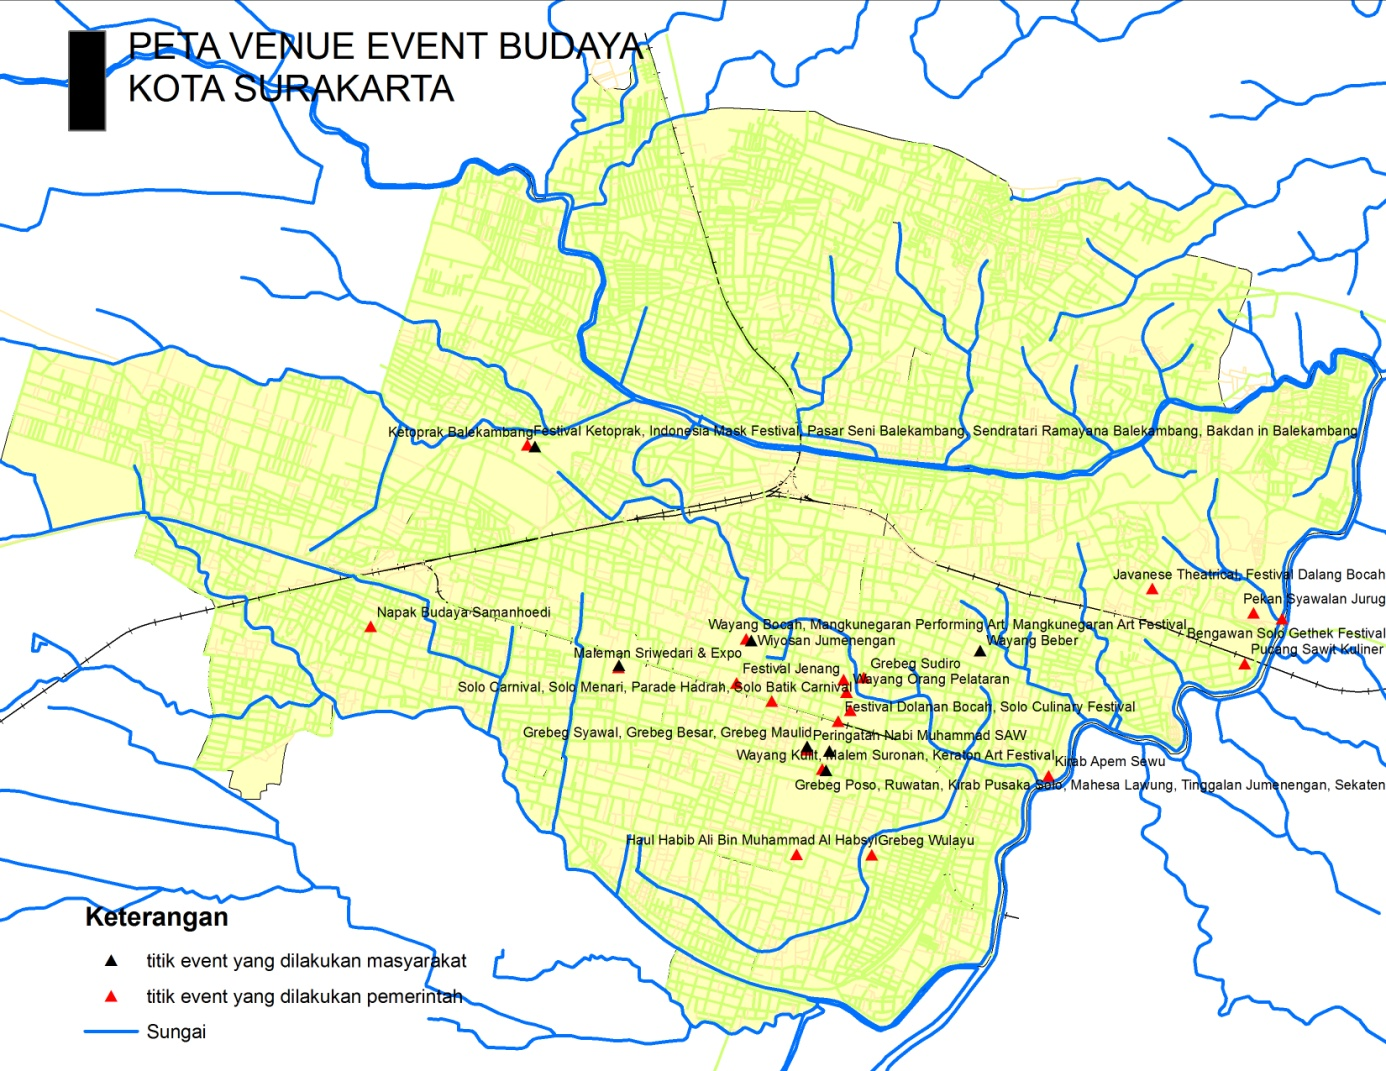 PETA VENUE EVENT BUDAYA
KOTA SURAKARTA
Ketoprak Balekambang
Festival Ketoprak, Indonesia Mask Festival, Pasar Seni Balekambang, Sendratari Ramayana Balekambang, Bakdan in Balekambang
Javanese Theatrical, Festival Dalang Bocah
Pekan Syawalan Jurug
Napak Budaya Samanhoedi
Wayang Bocah, Mangkunegaran Performing Art, Mangkunegaran Art Festival
Bengawan Solo Gethek Festival
Wiyosan Jumenengan
Wayang Beber
Pucang Sawit Kuliner
Maleman Sriwedari & Expo
Grebeg Sudiro
Festival Jenang
Wayang Orang Pelataran
Solo Carnival, Solo Menari, Parade Hadrah, Solo Batik Carnival
Festival Dolanan Bocah, Solo Culinary Festival
Grebeg Syawal, Grebeg Besar, Grebeg Maulid
Peringatan Nabi Muhammad SAW
Wayang Kulit, Malem Suronan, Keraton Art Festival
Kirab Apem Sewu
Grebeg Poso, Ruwatan, Kirab Pusaka Solo, Mahesa Lawung, Tinggalan Jumenengan, Sekaten
Haul Habib Ali Bin Muhammad Al Habsyi
Grebeg Wulayu
Keterangan
titik event yang dilakukan masyarakat
titik event yang dilakukan pemerintah
Sungai